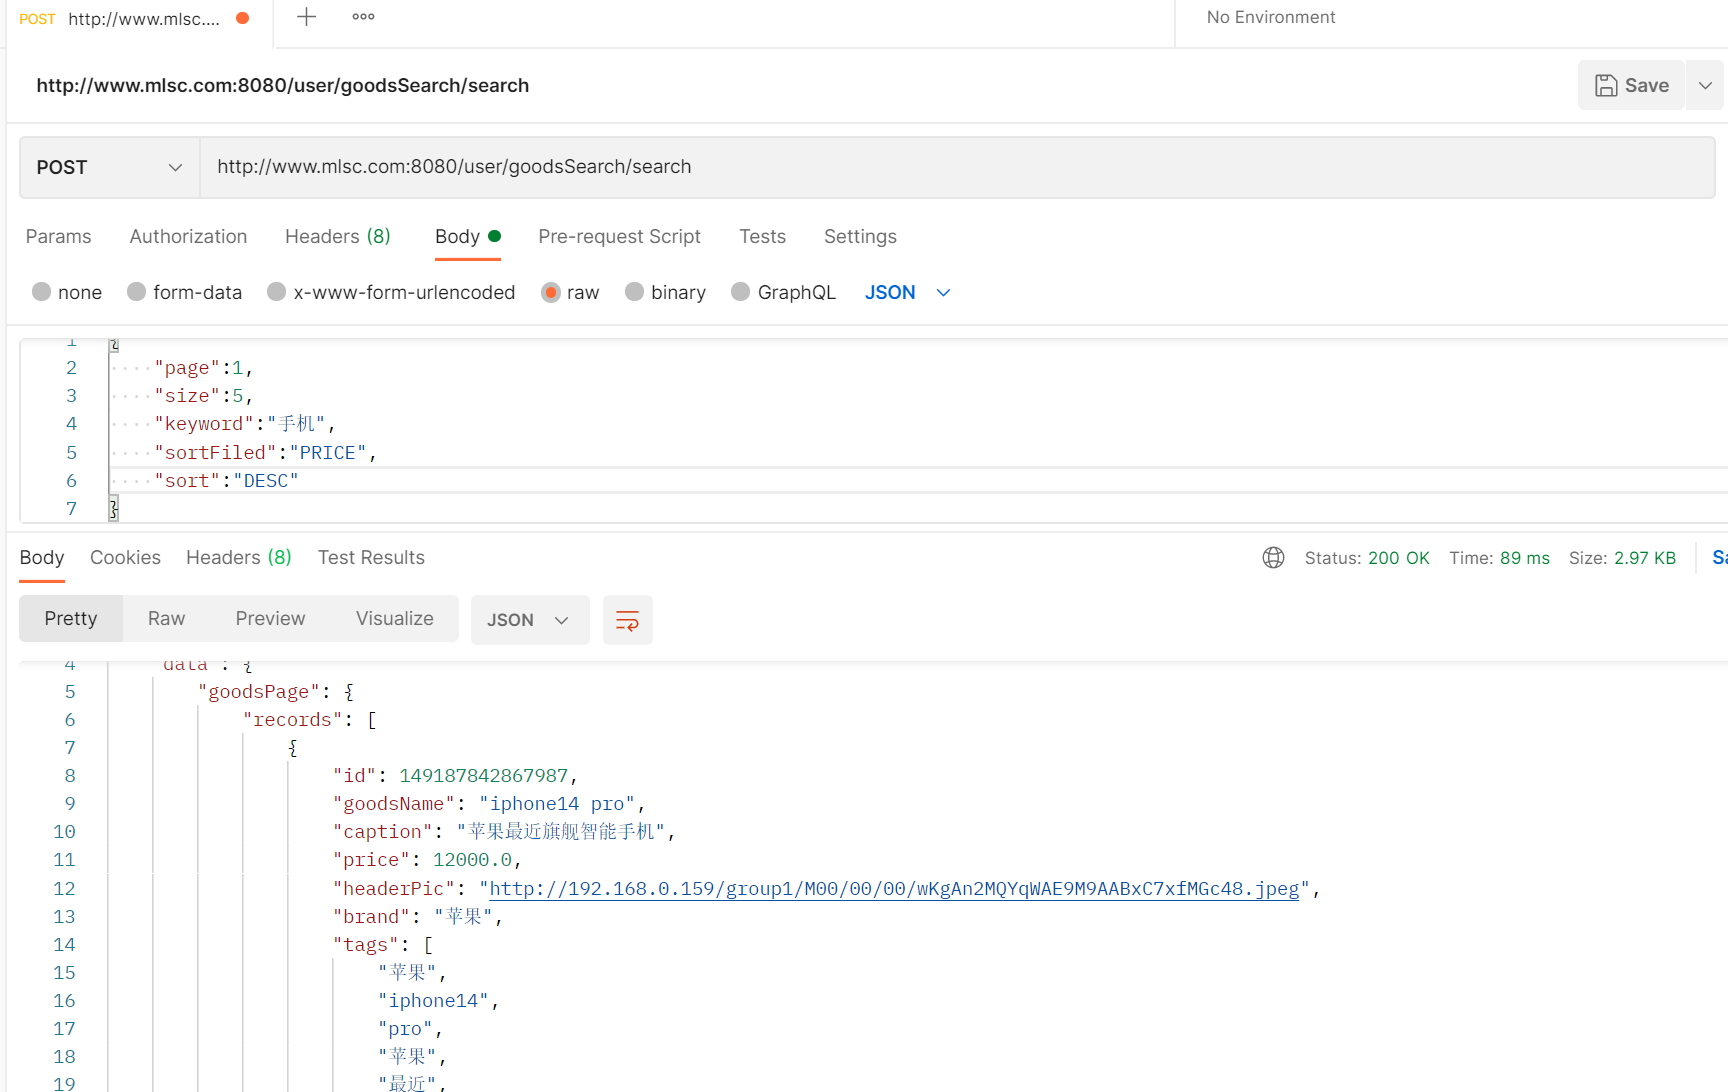 POST http://www.mlsc.... No Environment
http://www.mlsc.com:8080/user/goodsSearch/search Save
POST http://www.mlsc.com:8080/user/goodsSearch/search
Params Authorization Headers (8) Body Pre-request Script Tests Settings
none form-data x-www-form-urlencoded raw binary GraphQL JSON
1 {
2 "page":1,
3 "size":5,
4 "keyword":"手机",
5 "sortFiled":"PRICE",
6 "sort":"DESC"
7 }
Body Cookies Headers (8) Test Results Status: 200 OK Time: 89 ms Size: 2.97 KB Sa
Pretty Raw Preview Visualize JSON
4 data : {
5 "goodsPage": {
6 "records": [
7 {
8 "id": 149187842867987,
9 "goodsName": "iphone14 pro",
10 "caption": "苹果最近旗舰智能手机",
11 "price": 12000.0,
12 "headerPic": "http://192.168.0.159/group1/M00/00/00/wKgAn2MQYqWAE9M9AABxC7xfMGc48.jpeg",
13 "brand": "苹果",
14 "tags": [
15 "苹果",
16 "iphone14",
17 "pro",
18 "苹果",
19 "最近",